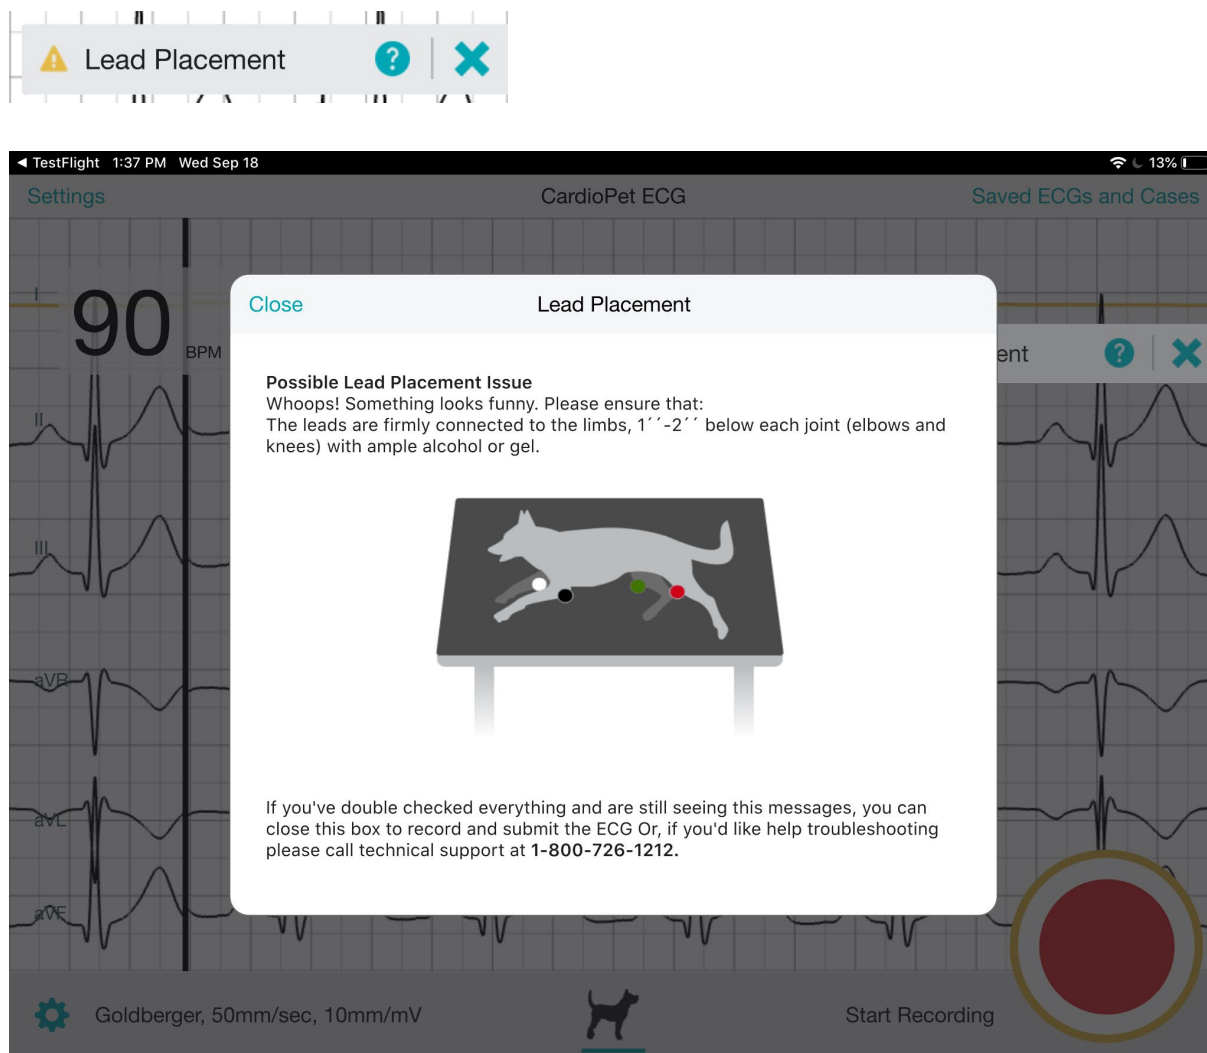 Lead Placement ?
TestFlight 1:37 PM Wed Sep 18 13%
Settings CardioPet ECG Saved ECGs and Cases
I
90 BPM
Close Lead Placement
ent ?
Possible Lead Placement Issue
Whoops! Something looks funny. Please ensure that:
The leads are firmly connected to the limbs, 1´´-2´´ below each joint (elbows and
knees) with ample alcohol or gel.
II
III
aVR
aVL
aVF
If you've double checked everything and are still seeing this messages, you can
close this box to record and submit the ECG Or, if you'd like help troubleshooting
please call technical support at 1-800-726-1212.
Goldberger, 50mm/sec, 10mm/mV Start Recording